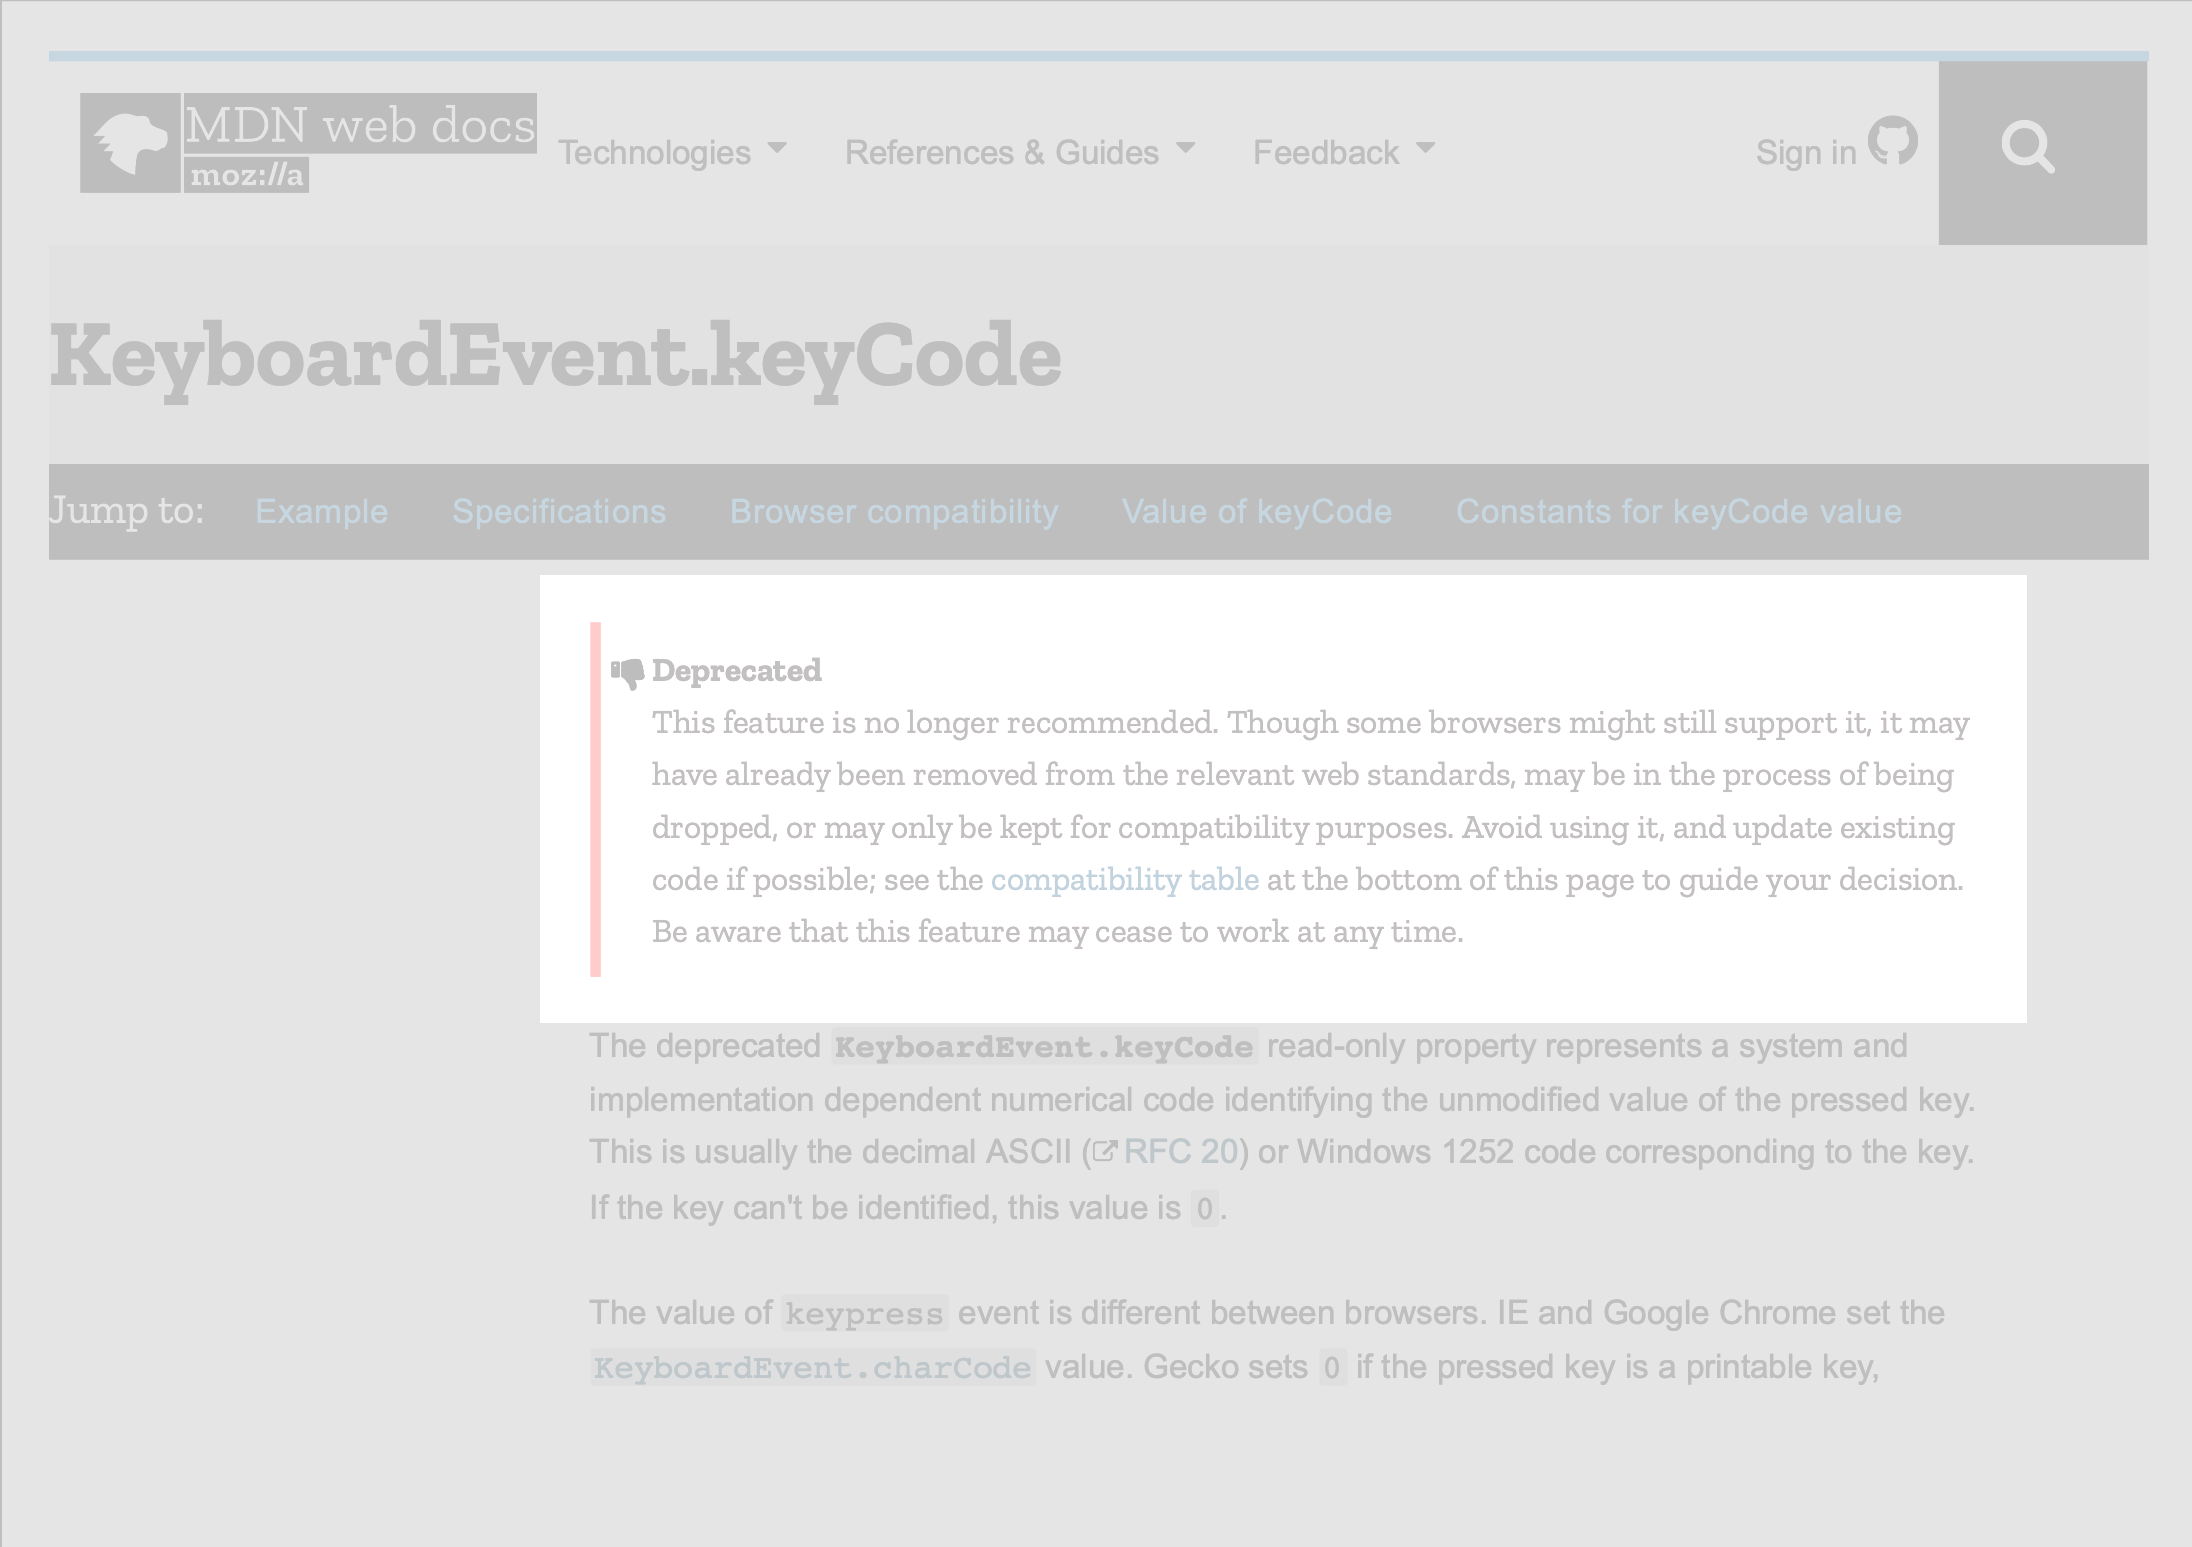 MDN web docs
moz://a
Technologies References & Guides Feedback Sign in
KeyboardEvent.keyCode
Jump to: Example Specifications Browser compatibility Value of keyCode Constants for keyCode value
Deprecated
This feature is no longer recommended. Though some browsers might still support it, it may
have already been removed from the relevant web standards, may be in the process of being
dropped, or may only be kept for compatibility purposes. Avoid using it, and update existing
code if possible; see the compatibility table at the bottom of this page to guide your decision.
Be aware that this feature may cease to work at any time.
The deprecated KeyboardEvent.keyCode read-only property represents a system and
implementation dependent numerical code identifying the unmodified value of the pressed key.
This is usually the decimal ASCII (RFC 20) or Windows 1252 code corresponding to the key.
If the key can't be identified, this value is 0.
The value of keypress event is different between browsers. IE and Google Chrome set the
KeyboardEvent.charCode value. Gecko sets 0 if the pressed key is a printable key,